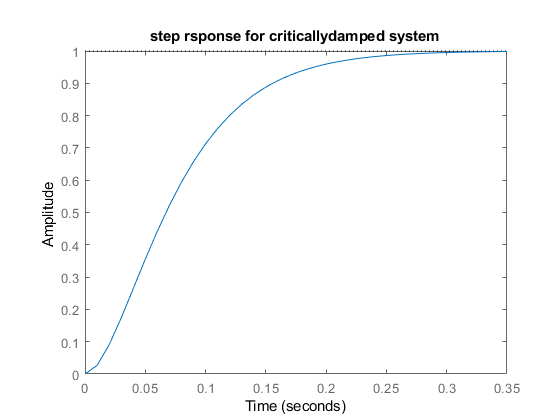 step rsponse for criticallydamped system
1
0.9
0.8
0.7
0.6
0.5
0.4
0.3
0.2
0.1
0
Amplitude
0 0.05 0.1 0.15 0.2 0.25 0.3 0.35
Time (seconds)